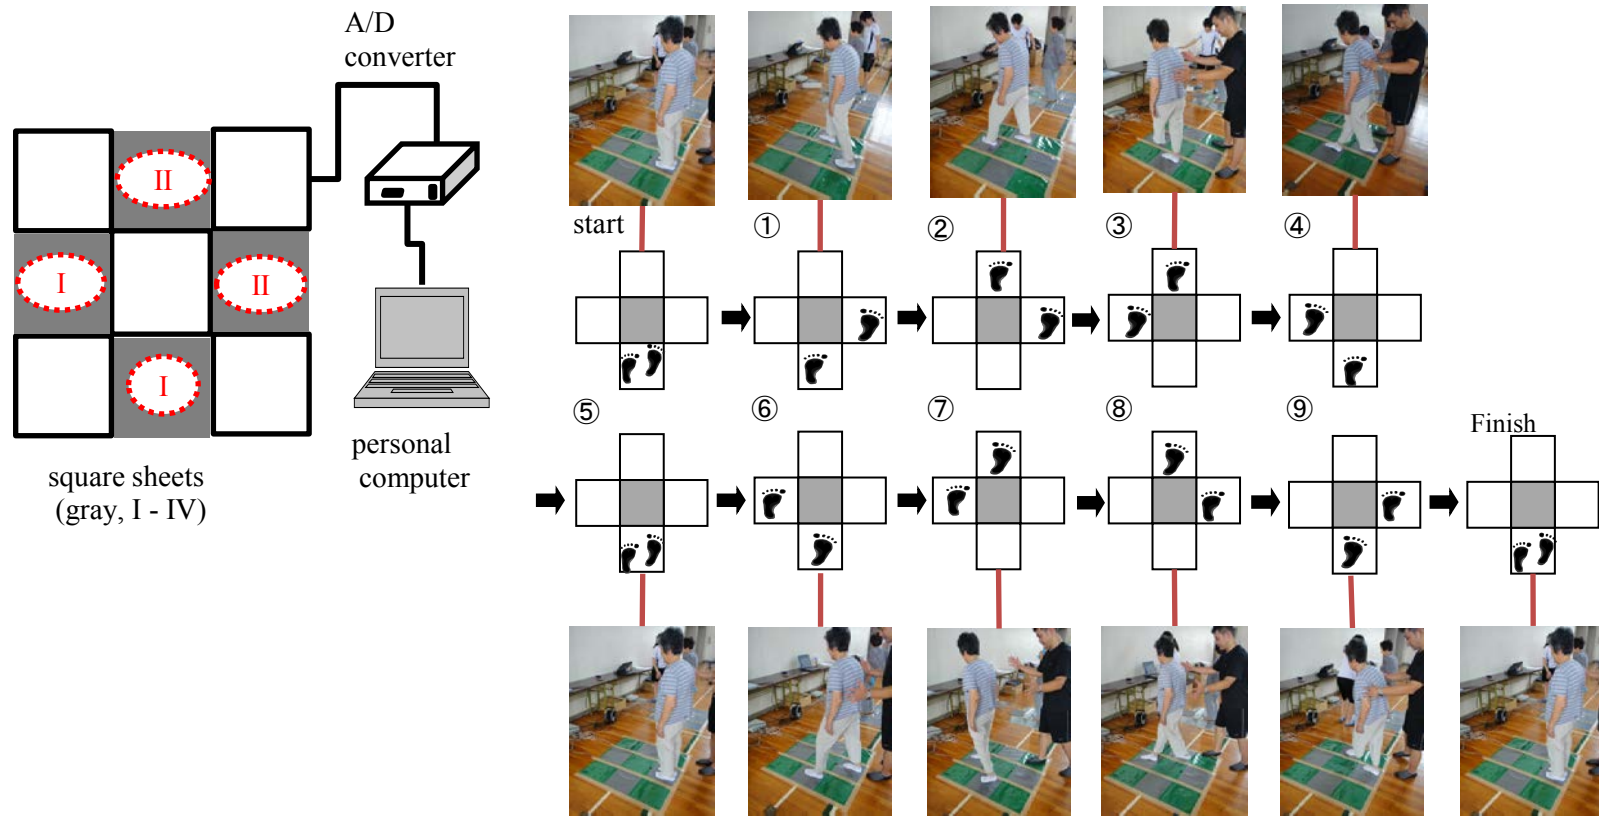 A/D
converter
II
I
II
I
square sheets
(gray, I - IV)
personal
computer
start
①
②
③
④
⑤
⑥
⑦
⑧
⑨
Finish